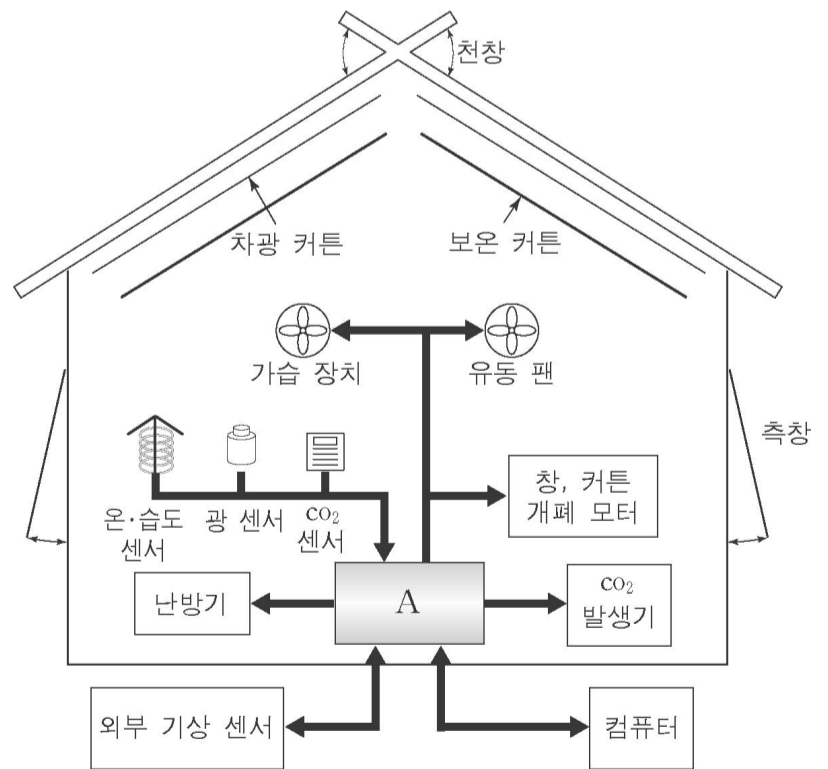 천창
차광 커튼
보온 커튼
가습 장치
유동 팬
측창
온·습도
센서
광 센서
CO₂
센서
창, 커튼
개폐 모터
난방기
A
CO₂
발생기
외부 기상 센서
컴퓨터